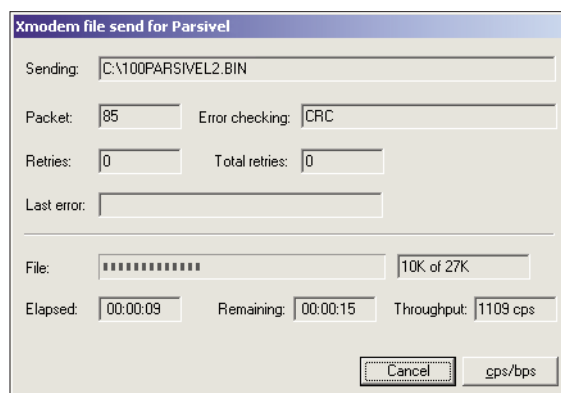 Xmodem file send for Parsivel
Sending: C:\100PARSIVEL2.BIN
Packet: 85 Error checking: CRC
Retries: 0 Total retries: 0
Last error:
File: 10K of 27K
Elapsed: 00:00:09 Remaining: 00:00:15 Throughput: 1109 cps
Cancel cps/bps